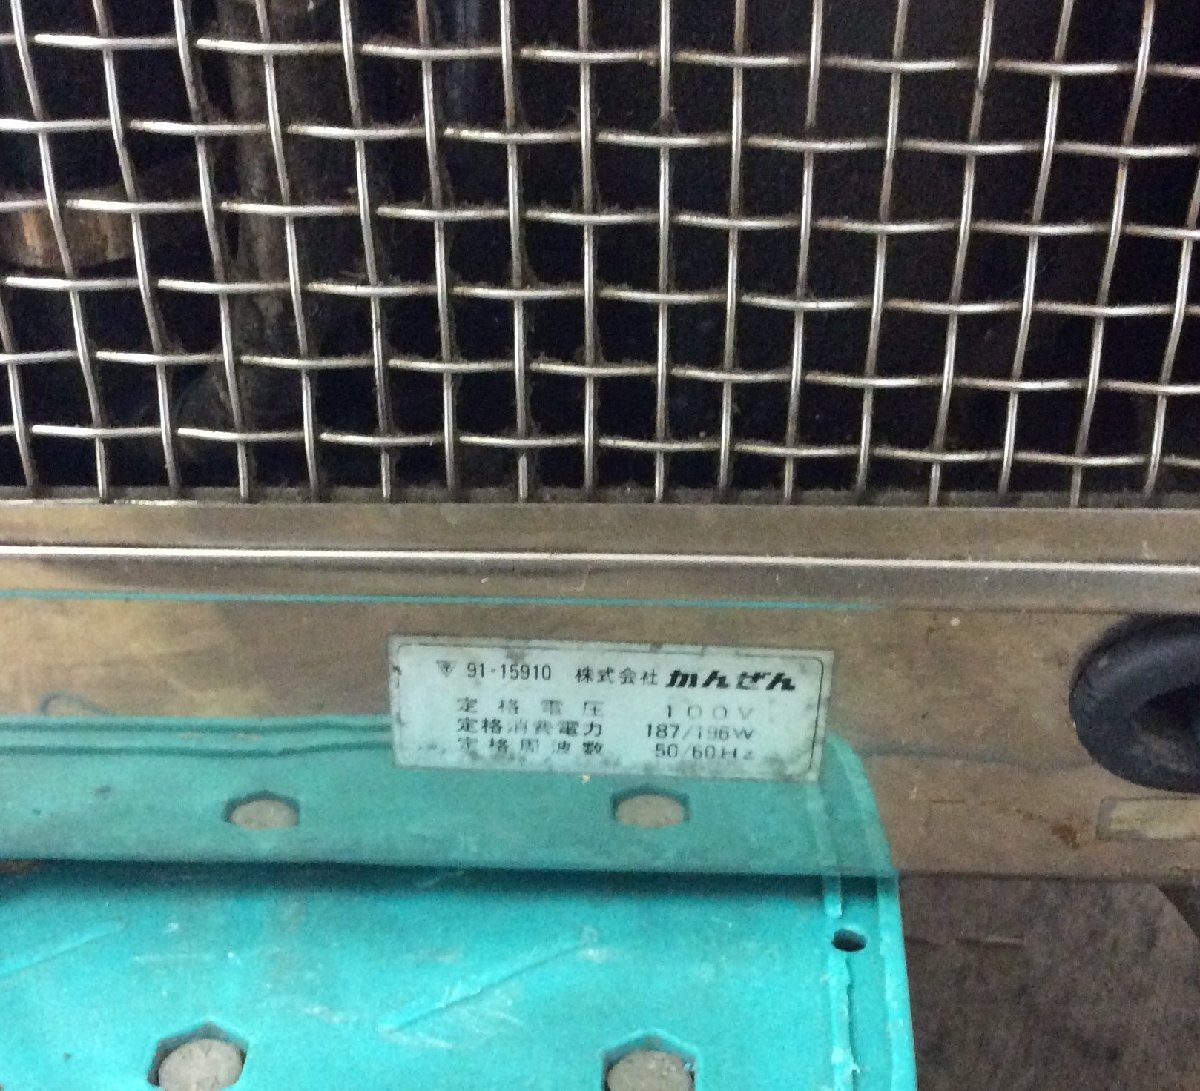 〒 91-15910 株式会社 かんぜん
定格電圧 100V
定格消費電力 187/196W
定格周波数 50/60Hz